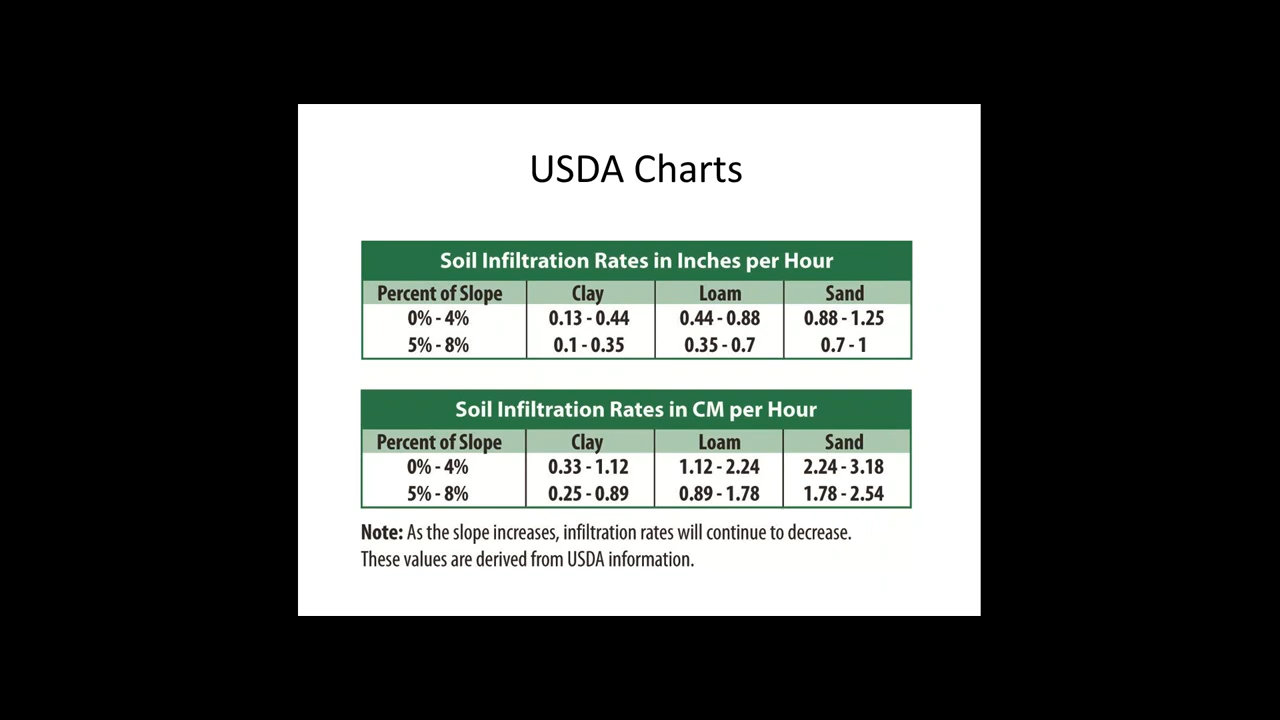 USDA Charts
Soil Infiltration Rates in Inches per Hour
Percent of Slope Clay Loam Sand
0% - 4% 0.13 - 0.44 0.44 - 0.88 0.88 - 1.25
5% - 8% 0.1 - 0.35 0.35 - 0.7 0.7 - 1
Soil Infiltration Rates in CM per Hour
Percent of Slope Clay Loam Sand
0% - 4% 0.33 - 1.12 1.12 - 2.24 2.24 - 3.18
5% - 8% 0.25 - 0.89 0.89 - 1.78 1.78 - 2.54
Note: As the slope increases, infiltration rates will continue to decrease.
These values are derived from USDA information.